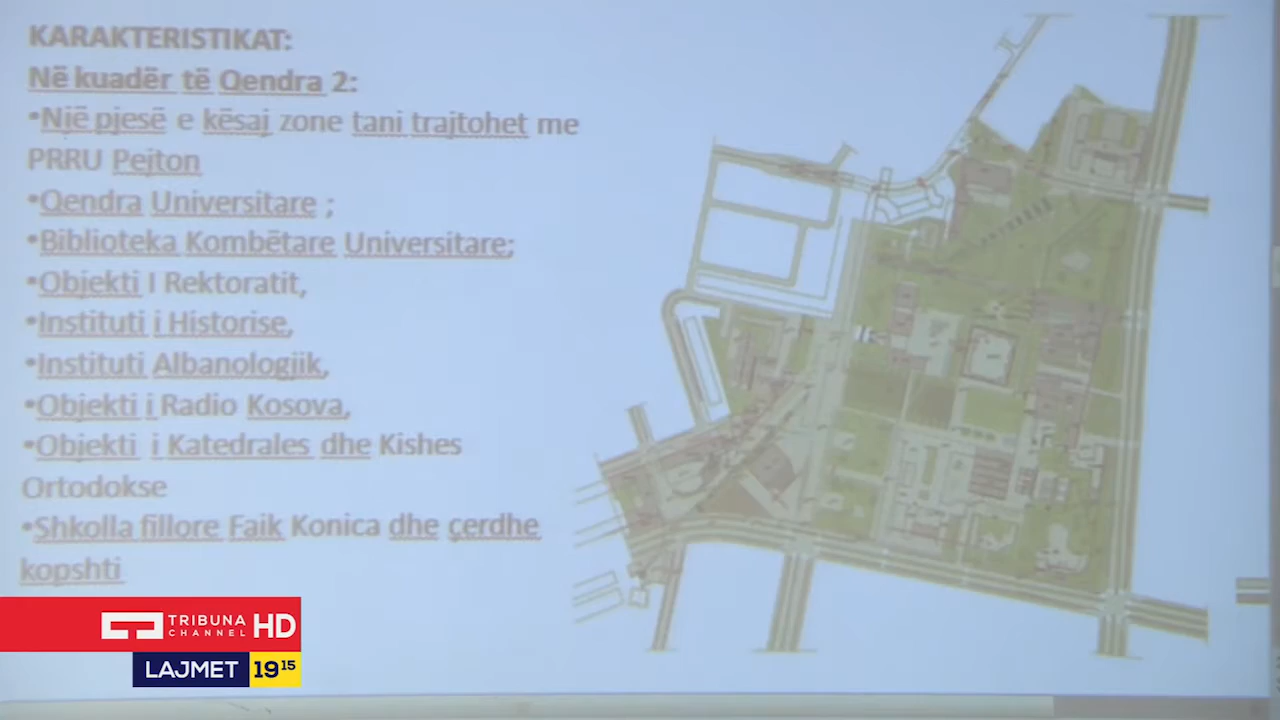 KARAKTERISTIKAT:
Në kuadër të Qendra 2:
•Një pjesë e kësaj zone tani trajtohet me
PRRU Pejton
•Qendra Universitare ;
•Biblioteka Kombëtare Universitare;
•Objekti I Rektoratit,
•Instituti i Historise,
•Instituti Albanologjik,
•Objekti i Radio Kosova,
•Objekti i Katedrales dhe Kishes
Ortodokse
•Shkolla fillore Faik Konica dhe çerdhe
kopshti
TRIBUNA
CHANNEL HD
LAJMET 19 15